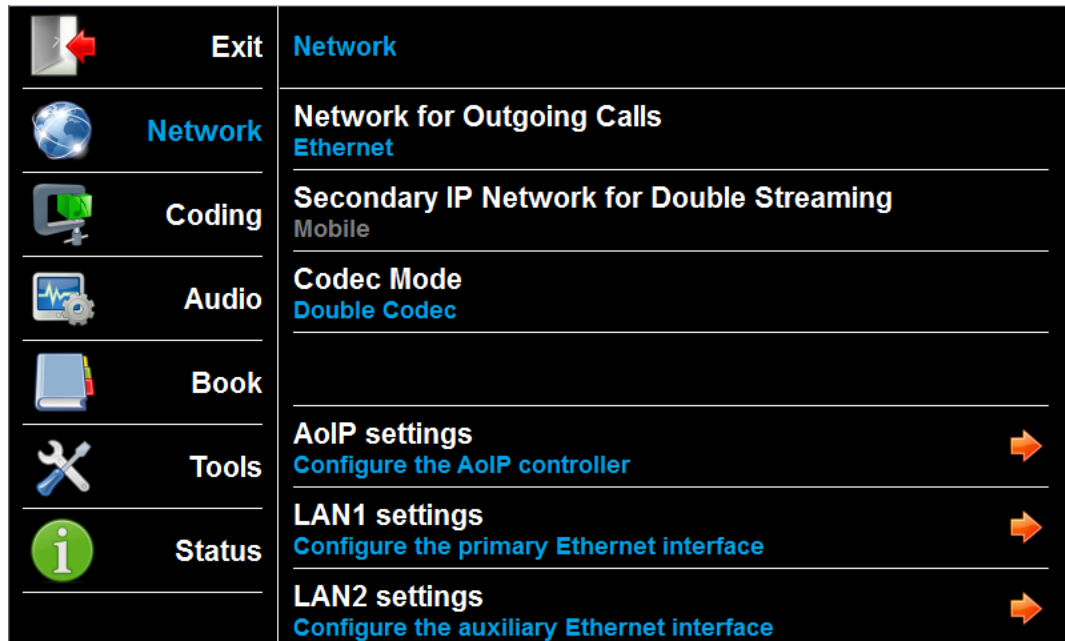 Exit
Network
Coding
Audio
Book
Tools
Status
Network
Network for Outgoing Calls
Ethernet
Secondary IP Network for Double Streaming
Mobile
Codec Mode
Double Codec
AoIP settings
Configure the AoIP controller
LAN1 settings
Configure the primary Ethernet interface
LAN2 settings
Configure the auxiliary Ethernet interface